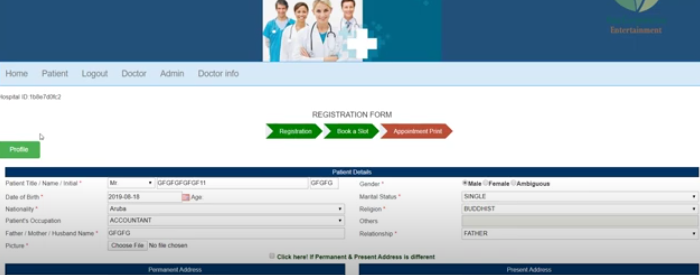 Entertainment
Home Patient Logout Doctor Admin Doctor info
Hospital ID:1b8e7d0fc2
REGISTRATION FORM
Registration Book a Slot Appointment Print
Profile
Patient Details
Patient Title / Name / Initial * Mr. GFGFGFGFGF11 GFGFG Gender * Male Female Ambiguous
Date of Birth * 2019-08-18 Age: Marital Status * SINGLE
Nationality * Aruba Religion * BUDDHIST
Patient's Occupation ACCOUNTANT Others
Father / Mother / Husband Name * GFGFG Relationship * FATHER
Picture * Choose File No file chosen
Click here! If Permanent & Present Address is different
Permanent Address Present Address